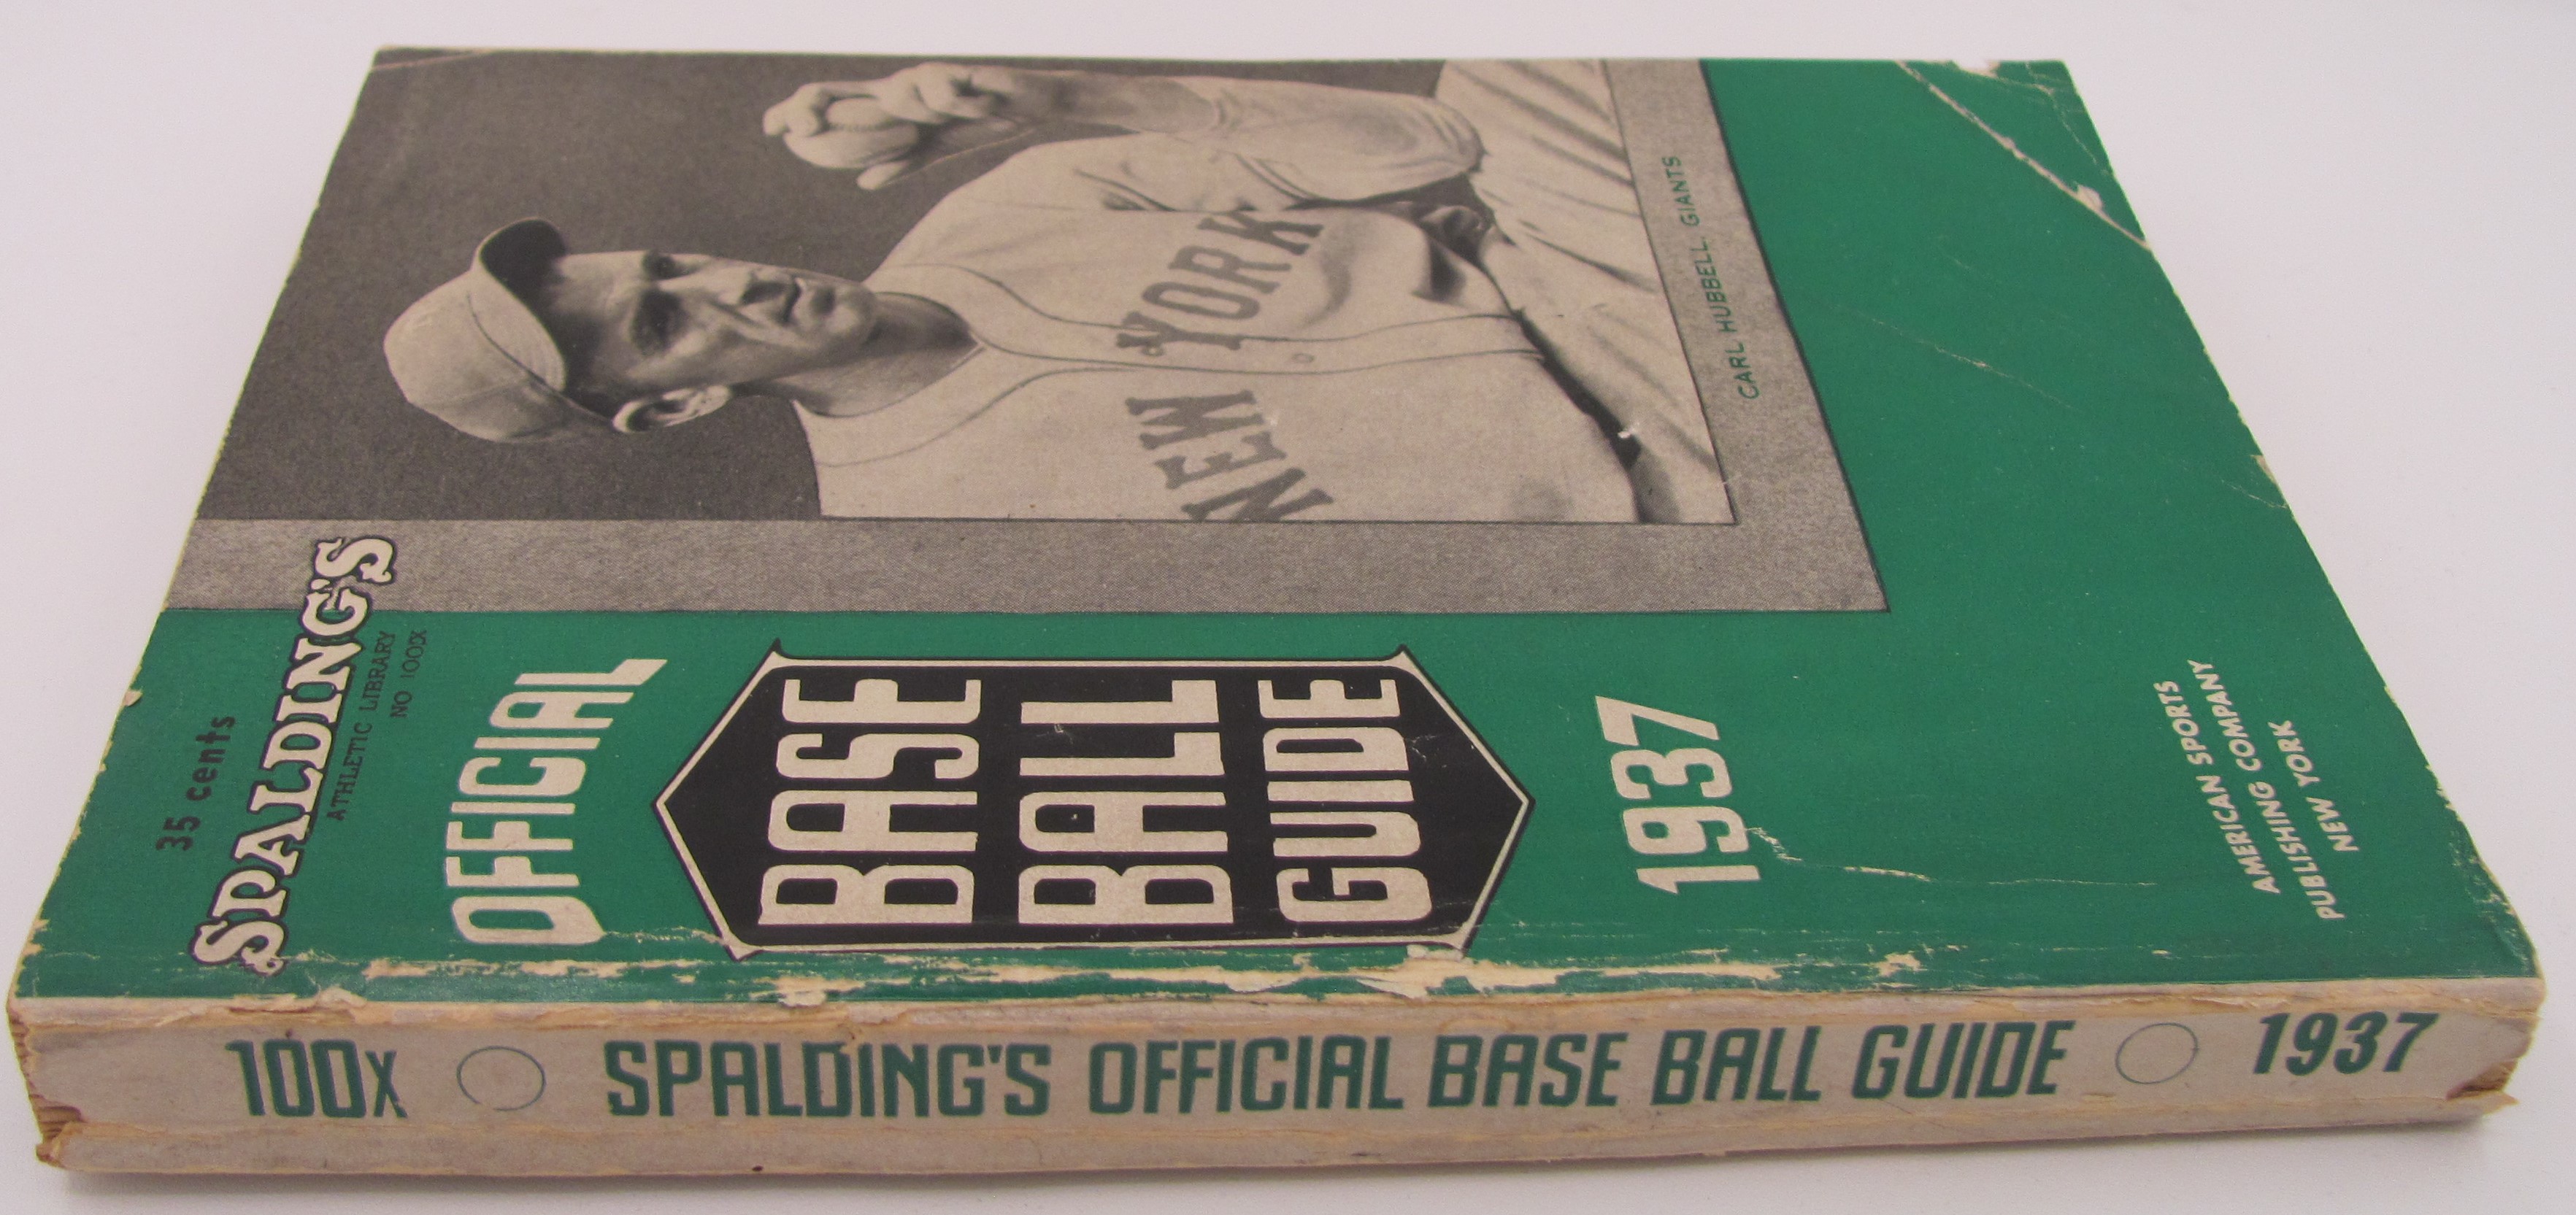 35 cents
SPALDING'S
ATHLETIC LIBRARY
NO 100X
OFFICIAL
BASE
BALL
GUIDE
1937
NEW YORK
CARL HUBBELL, GIANTS
AMERICAN SPORTS
PUBLISHING COMPANY
NEW YORK
100X SPALDING'S OFFICIAL BASE BALL GUIDE 1937